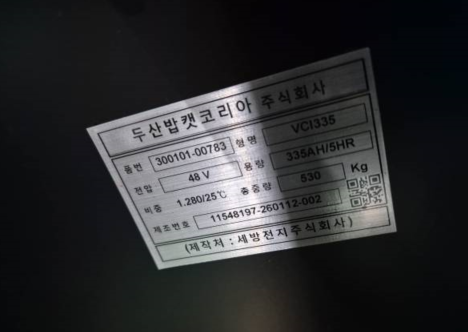 두산밥캣코리아 주식회사
품번 300101-00783 형명 VCI335
전압 48 V 용량 335AH/5HR
비중 1.280/25℃ 총중량 530 Kg
제조번호 11548197-260112-002
(제작처 : 세방전지주식회사)